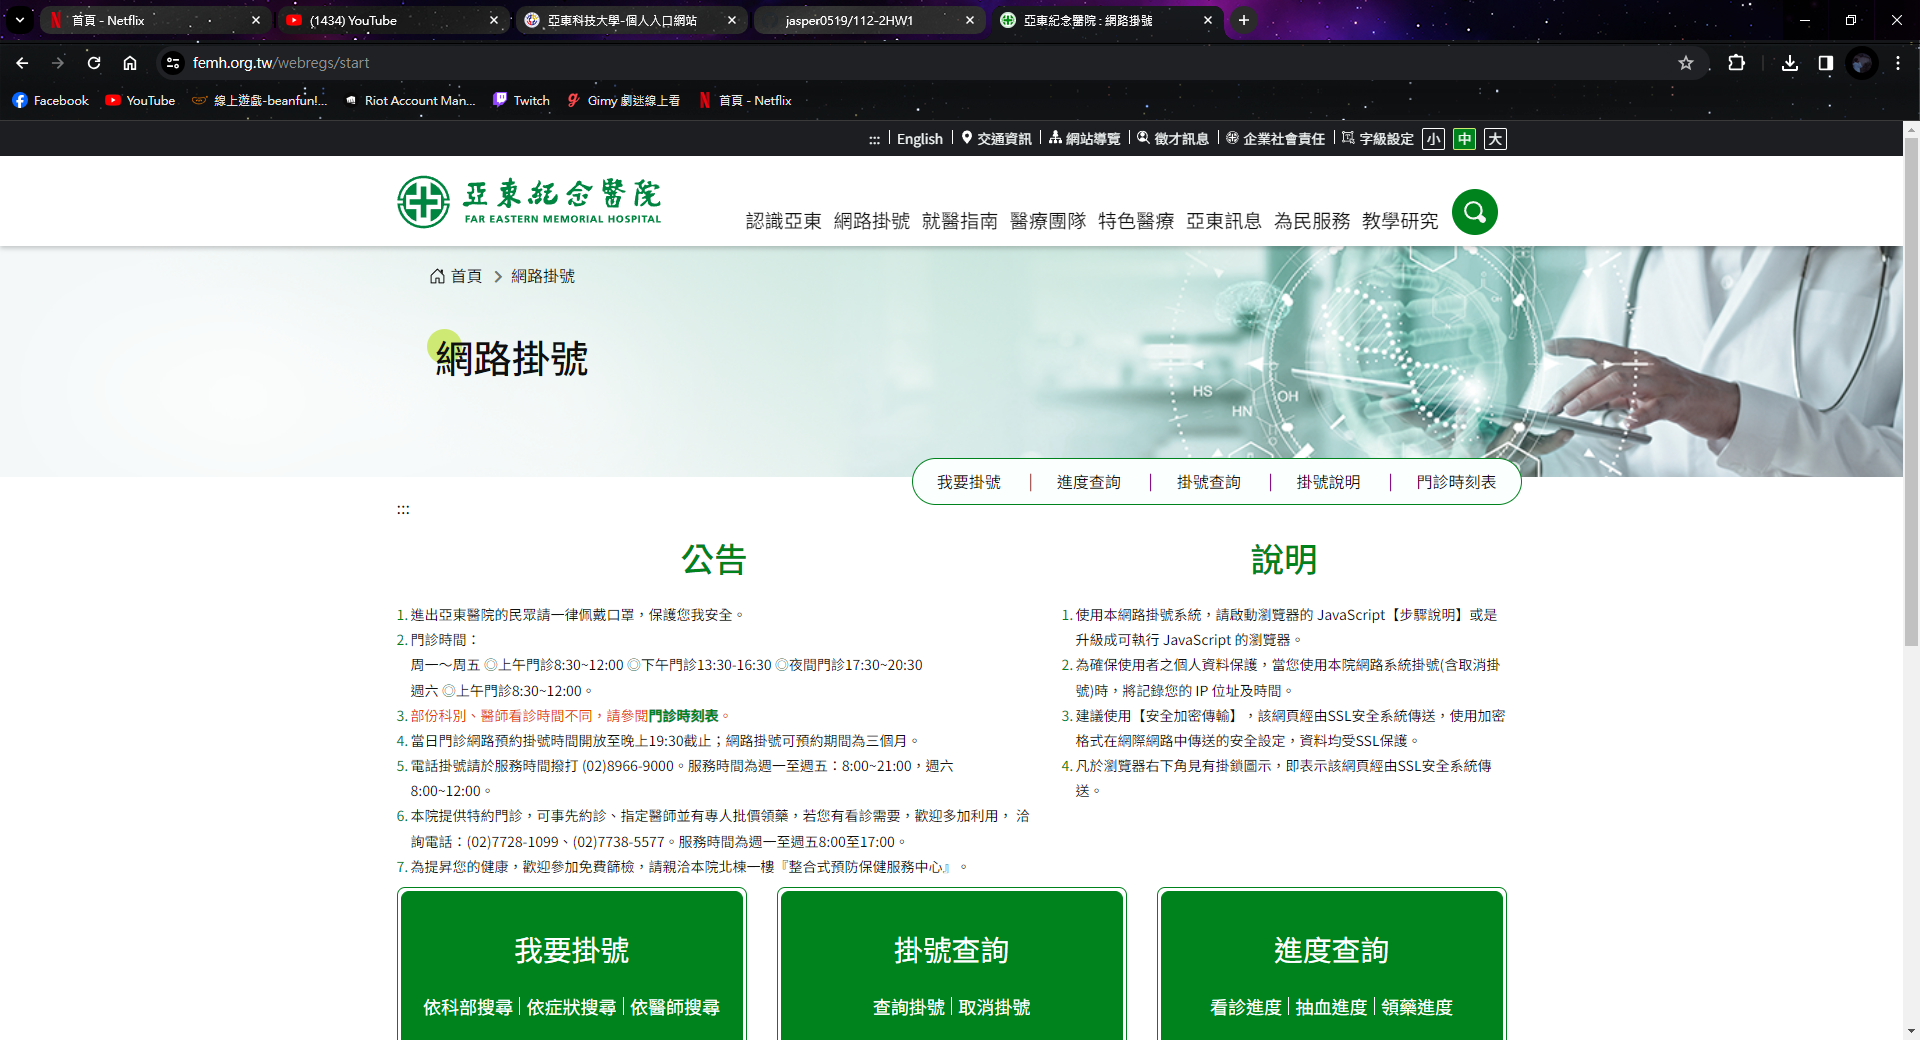 首頁 - Netflix
(1434) YouTube
亞東科技大學-個人入口網站
jasper0519/112-2HW1
亞東紀念醫院 : 網路掛號
femh.org.tw/webregs/start
Facebook
YouTube
線上遊戲-beanfun!...
Riot Account Man...
Twitch
Gimy 劇迷線上看
首頁 - Netflix
::: English 交通資訊 網站導覽 徵才訊息 企業社會責任 字級設定 小 中 大
亞東紀念醫院
FAR EASTERN MEMORIAL HOSPITAL
認識亞東 網路掛號 就醫指南 醫療團隊 特色醫療 亞東訊息 為民服務 教學研究
首頁 > 網路掛號
網路掛號
HS
HN
OH
我要掛號 | 進度查詢 | 掛號查詢 | 掛號說明 | 門診時刻表
:::
公告
1. 進出亞東醫院的民眾請一律佩戴口罩，保護您我安全。
2. 門診時間：
周一～周五 ◎上午門診8:30~12:00 ◎下午門診13:30-16:30 ◎夜間門診17:30~20:30
週六 ◎上午門診8:30~12:00。
3. 部份科別、醫師看診時間不同，請參閱門診時刻表。
4. 當日門診網路預約掛號時間開放至晚上19:30截止；網路掛號可預約期間為三個月。
5. 電話掛號請於服務時間撥打 (02)8966-9000。服務時間為週一至週五：8:00~21:00，週六
8:00~12:00。
6. 本院提供特約門診，可事先約診、指定醫師並有專人批價領藥，若您有看診需要，歡迎多加利用， 洽
詢電話：(02)7728-1099、(02)7738-5577。服務時間為週一至週五8:00至17:00。
7. 為提昇您的健康，歡迎參加免費篩檢，請親洽本院北棟一樓『整合式預防保健服務中心』。
說明
1. 使用本網路掛號系統，請啟動瀏覽器的 JavaScript【步驟說明】或是
升級成可執行 JavaScript 的瀏覽器。
2. 為確保使用者之個人資料保護，當您使用本院網路系統掛號(含取消掛
號)時，將記錄您的 IP 位址及時間。
3. 建議使用【安全加密傳輸】，該網頁經由SSL安全系統傳送，使用加密
格式在網際網路中傳送的安全設定，資料均受SSL保護。
4. 凡於瀏覽器右下角見有掛鎖圖示，即表示該網頁經由SSL安全系統傳
送。
我要掛號
依科部搜尋 | 依症狀搜尋 | 依醫師搜尋
掛號查詢
查詢掛號 | 取消掛號
進度查詢
看診進度 | 抽血進度 | 領藥進度